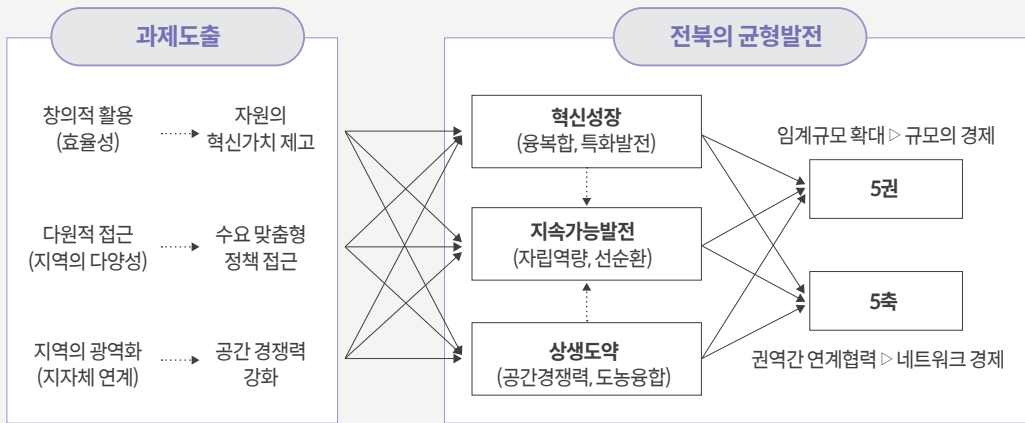 과제도출
창의적 활용
(효율성)
자원의
혁신가치 제고
다원적 접근
(지역의 다양성)
수요 맞춤형
정책 접근
지역의 광역화
(지자체 연계)
공간 경쟁력
강화
전북의 균형발전
혁신성장
(융복합, 특화발전)
지속가능발전
(자립역량, 선순환)
상생도약
(공간경쟁력, 도농융합)
임계규모 확대 ▷ 규모의 경제
5권
5축
권역간 연계협력 ▷ 네트워크 경제